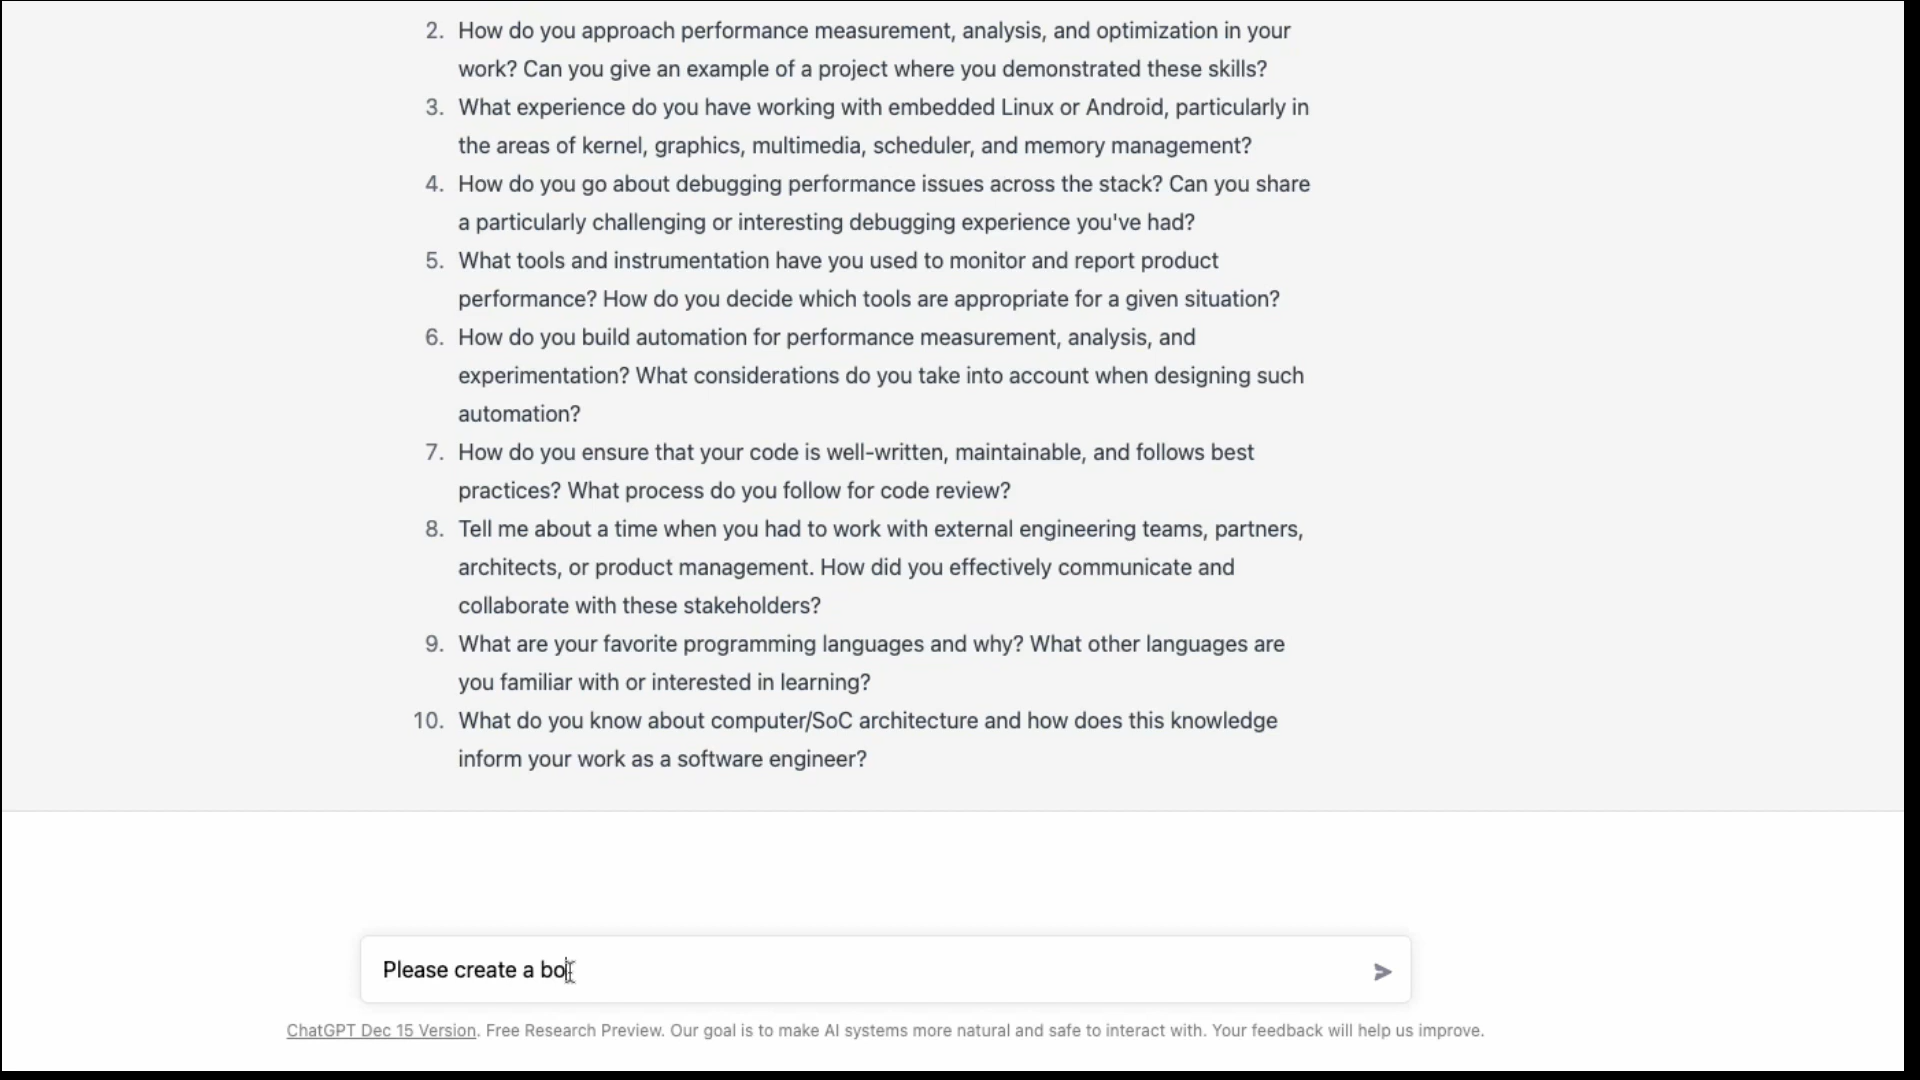 2. How do you approach performance measurement, analysis, and optimization in your
work? Can you give an example of a project where you demonstrated these skills?
3. What experience do you have working with embedded Linux or Android, particularly in
the areas of kernel, graphics, multimedia, scheduler, and memory management?
4. How do you go about debugging performance issues across the stack? Can you share
a particularly challenging or interesting debugging experience you've had?
5. What tools and instrumentation have you used to monitor and report product
performance? How do you decide which tools are appropriate for a given situation?
6. How do you build automation for performance measurement, analysis, and
experimentation? What considerations do you take into account when designing such
automation?
7. How do you ensure that your code is well-written, maintainable, and follows best
practices? What process do you follow for code review?
8. Tell me about a time when you had to work with external engineering teams, partners,
architects, or product management. How did you effectively communicate and
collaborate with these stakeholders?
9. What are your favorite programming languages and why? What other languages are
you familiar with or interested in learning?
10. What do you know about computer/SoC architecture and how does this knowledge
inform your work as a software engineer?
Please create a bo
ChatGPT Dec 15 Version. Free Research Preview. Our goal is to make AI systems more natural and safe to interact with. Your feedback will help us improve.